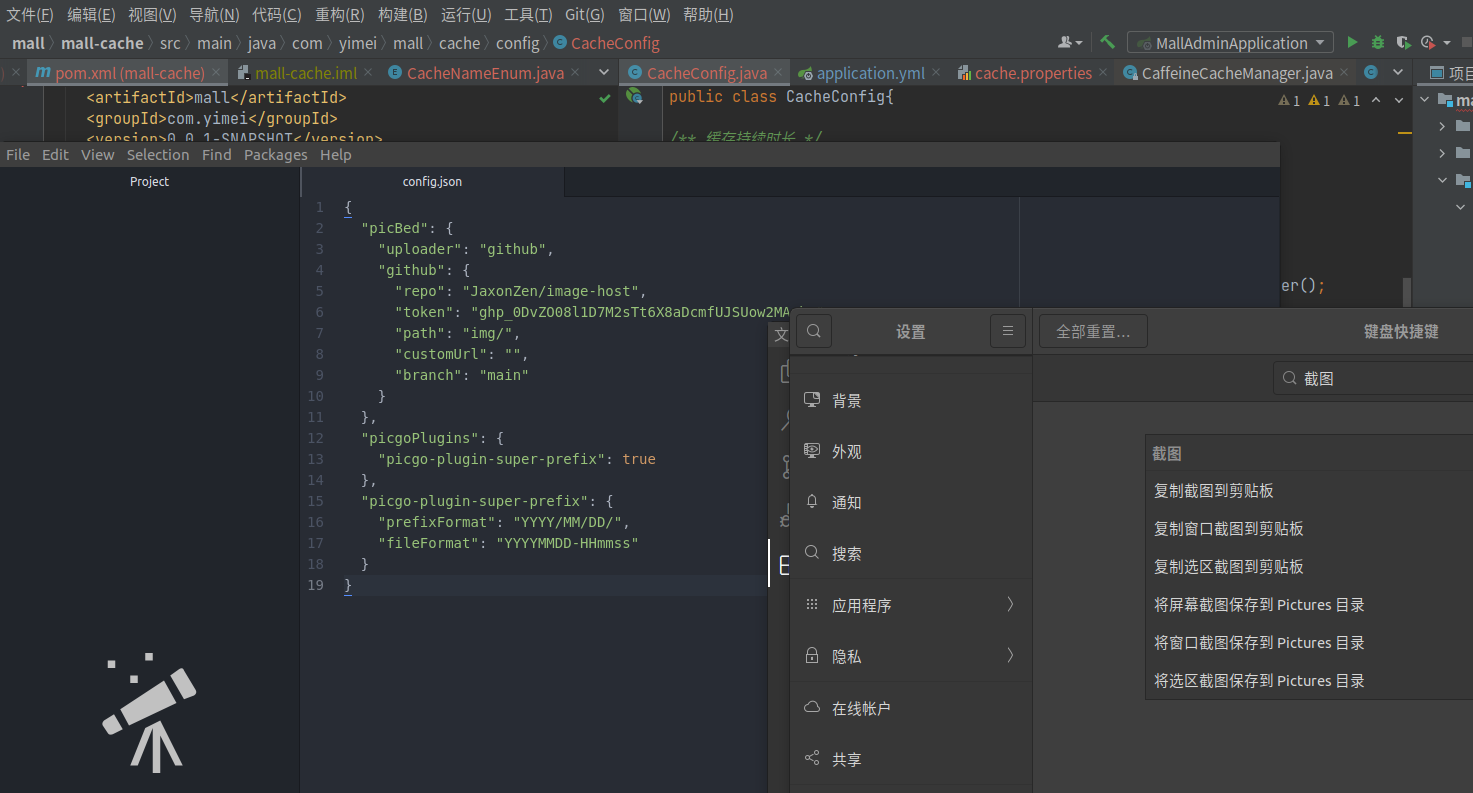 文件(F) 编辑(E) 视图(V) 导航(N) 代码(C) 重构(R) 构建(B) 运行(U) 工具(T) Git(G) 窗口(W) 帮助(H)
mall mall-cache src main java com yimei mall cache config CacheConfig
MallAdminApplication
pom.xml (mall-cache) mall-cache.iml CacheNameEnum.java CacheConfig.java application.yml cache.properties CaffeineCacheManager.java
<artifactId>mall</artifactId>
<groupId>com.yimei</groupId>
<version>0.0.1-SNAPSHOT</version>
public class CacheConfig{
/** 缓存持续时长 */
1 1 1
er();
File Edit View Selection Find Packages Help
Project
config.json
1 {
2 "picBed": {
3 "uploader": "github",
4 "github": {
5 "repo": "JaxonZen/image-host",
6 "token": "ghp_0DvZO08l1D7M2sTt6X8aDcmfUJSUow2MA
7 "path": "img/",
8 "customUrl": "",
9 "branch": "main"
10 }
11 },
12 "picgoPlugins": {
13 "picgo-plugin-super-prefix": true
14 },
15 "picgo-plugin-super-prefix": {
16 "prefixFormat": "YYYY/MM/DD/",
17 "fileFormat": "YYYYMMDD-HHmmss"
18 }
19 }
设置
背景
外观
通知
搜索
应用程序
隐私
在线帐户
共享
全部重置…
键盘快捷键
截图
截图
复制截图到剪贴板
复制窗口截图到剪贴板
复制选区截图到剪贴板
将屏幕截图保存到 Pictures 目录
将窗口截图保存到 Pictures 目录
将选区截图保存到 Pictures 目录